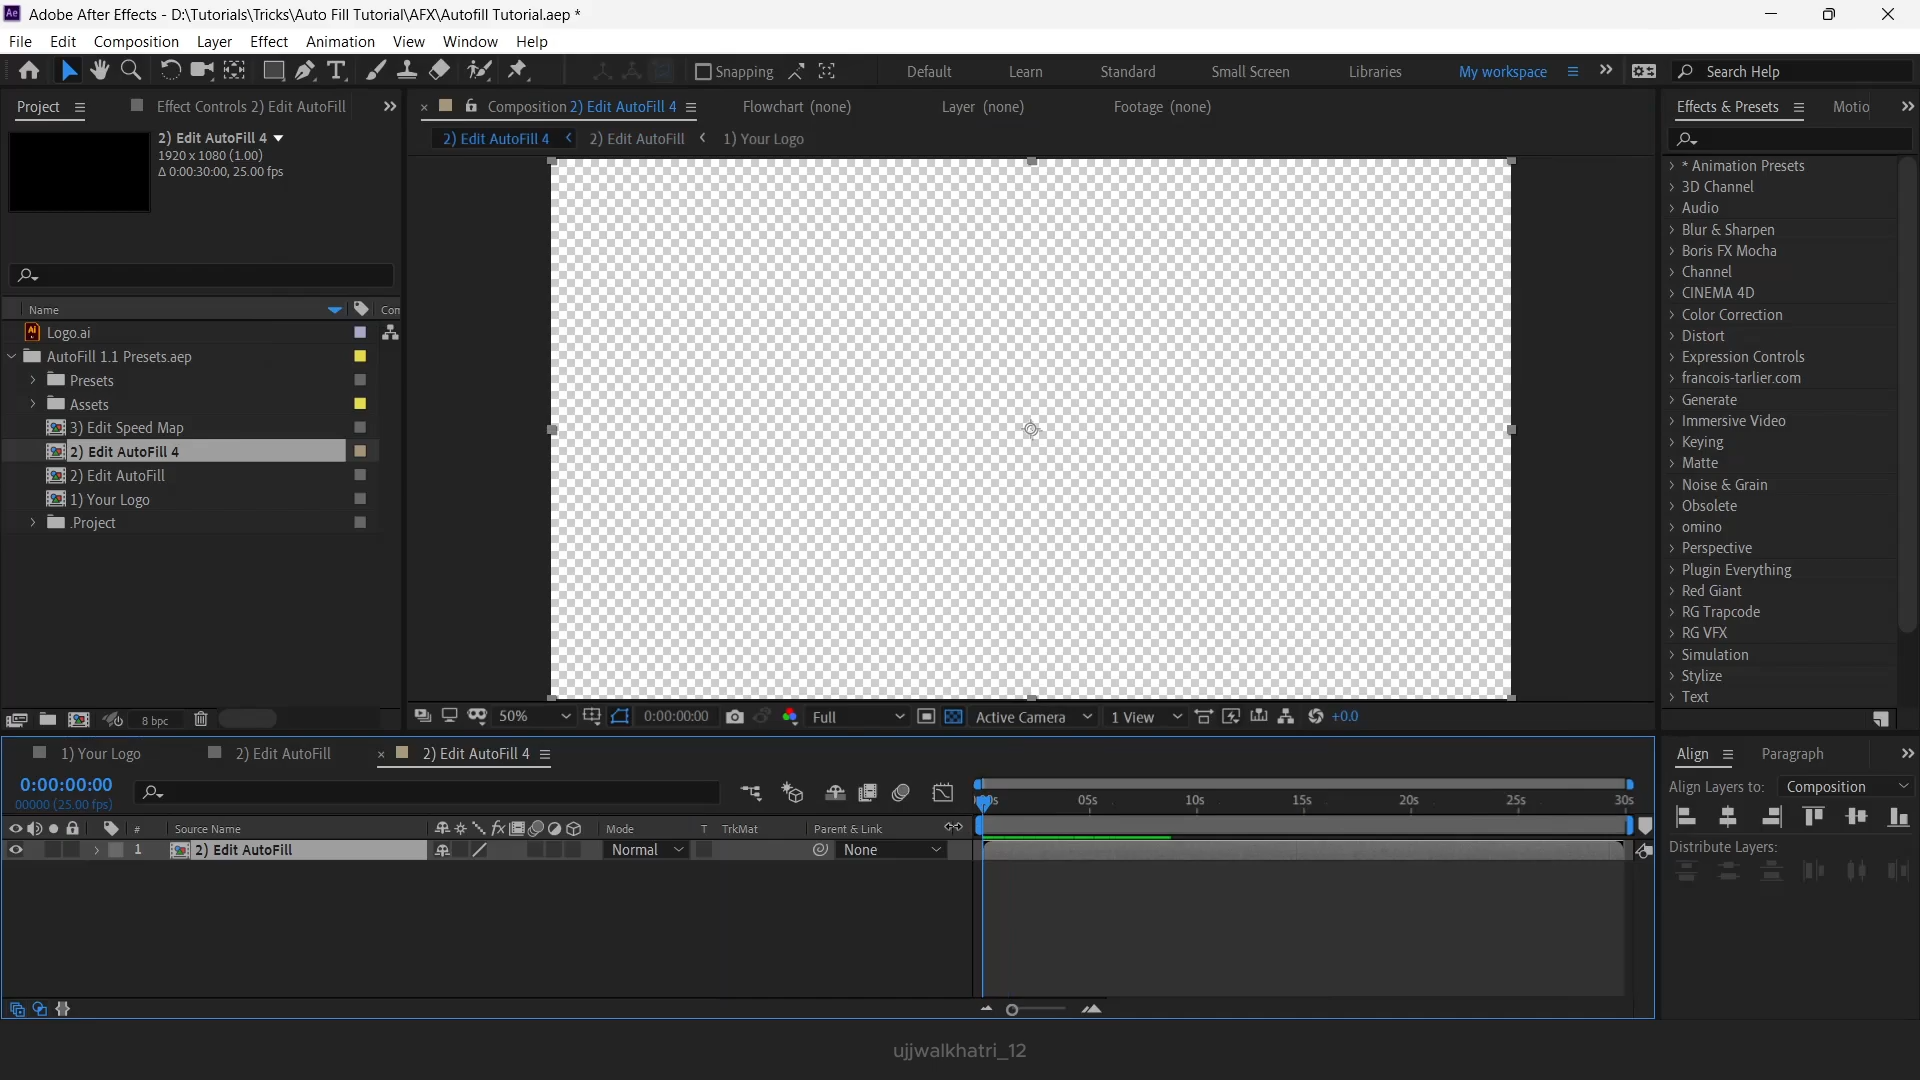 Ae Adobe After Effects - D:\Tutorials\Tricks\Auto Fill Tutorial\AFX\Autofill Tutorial.aep *
File Edit Composition Layer Effect Animation View Window Help
Snapping Default Learn Standard Small Screen Libraries My workspace Search Help
Project Effect Controls 2) Edit AutoFill Composition 2) Edit AutoFill 4 Flowchart (none) Layer (none) Footage (none) Effects & Presets Motio
2) Edit AutoFill 4
1920 x 1080 (1.00)
Δ 0:00:30:00, 25.00 fps
2) Edit AutoFill 4 2) Edit AutoFill 1) Your Logo
Name Com
Logo.ai
AutoFill 1.1 Presets.aep
Presets
Assets
3) Edit Speed Map
2) Edit AutoFill 4
2) Edit AutoFill
1) Your Logo
.Project
8 bpc
* Animation Presets
3D Channel
Audio
Blur & Sharpen
Boris FX Mocha
Channel
CINEMA 4D
Color Correction
Distort
Expression Controls
francois-tarlier.com
Generate
Immersive Video
Keying
Matte
Noise & Grain
Obsolete
omino
Perspective
Plugin Everything
Red Giant
RG Trapcode
RG VFX
Simulation
Stylize
Text
50% 0:00:00:00 Full Active Camera 1 View +0.0
1) Your Logo 2) Edit AutoFill 2) Edit AutoFill 4
0:00:00:00
00000 (25.00 fps)
05s 10s 15s 20s 25s 30s
# Source Name Mode T TrkMat Parent & Link
1 2) Edit AutoFill Normal None
Align Paragraph
Align Layers to: Composition
Distribute Layers:
ujjwalkhatri_12